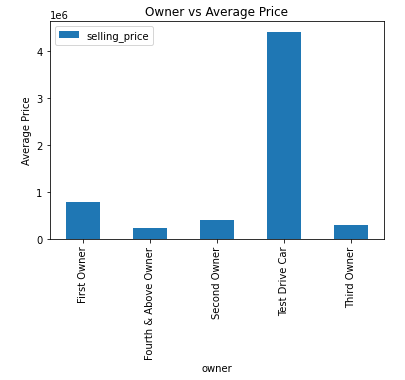 Owner vs Average Price
1e6
selling_price
4
3
2
1
0
Average Price
First Owner
Fourth & Above Owner
Second Owner
Test Drive Car
Third Owner
owner